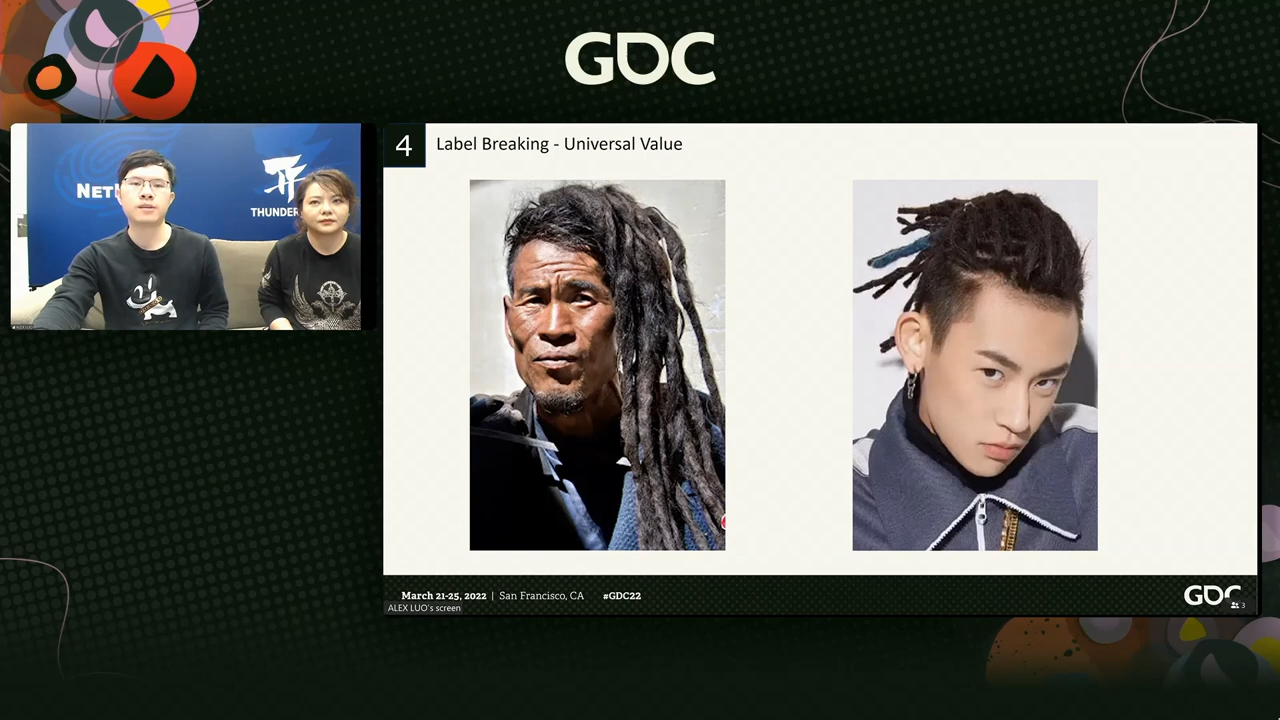 GDC
4
Label Breaking - Universal Value
THUNDER
March 21-25, 2022 | San Francisco, CA #GDC22
ALEX LUO's screen
GDC
3